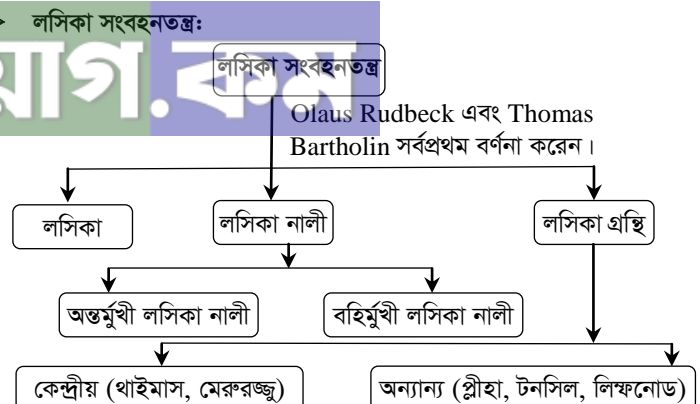 ➤ লসিকা সংবহনতন্ত্র:
য়াগ.কম
লসিকা সংবহনতন্ত্র
Olaus Rudbeck এবং Thomas
Bartholin সর্বপ্রথম বর্ণনা করেন।
লসিকা
লসিকা নালী
লসিকা গ্রন্থি
অন্তর্মুখী লসিকা নালী
বহির্মুখী লসিকা নালী
কেন্দ্রীয় (থাইমাস, মেরুরজ্জু)
অন্যান্য (প্লীহা, টনসিল, লিম্ফনোড)